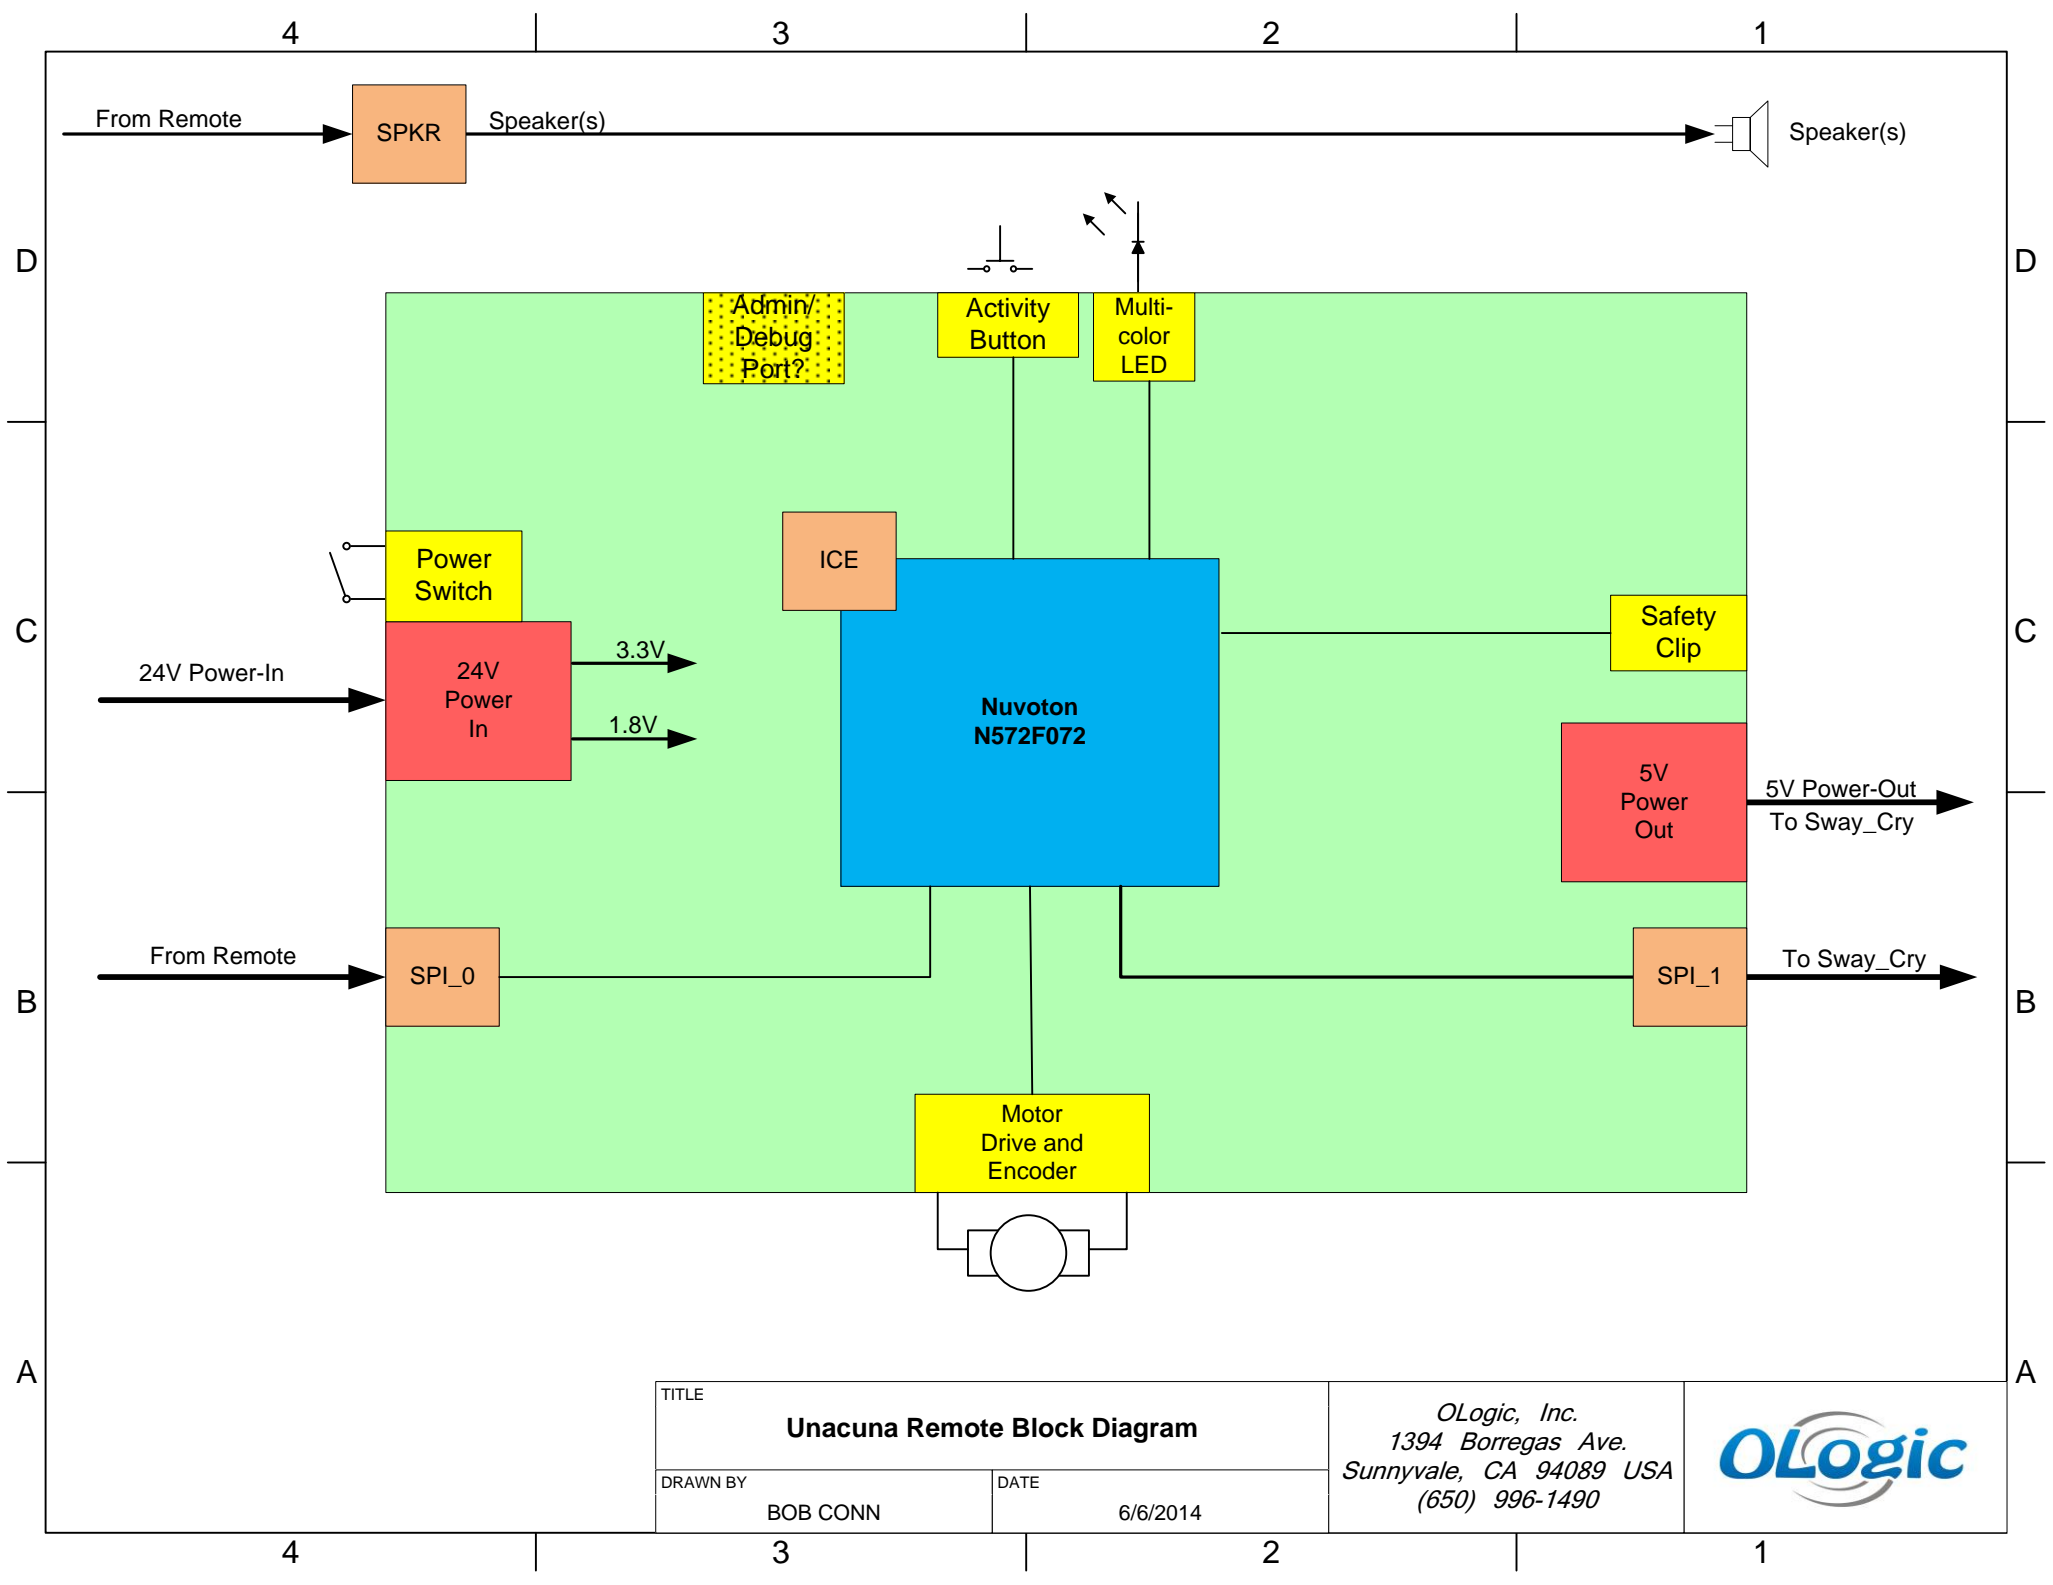 4 3 2 1
From Remote
SPKR
Speaker(s)
Speaker(s)
D
D
Admin/
Debug
Port?
Activity
Button
Multi-
color
LED
Power
Switch
ICE
Safety
Clip
C
C
24V Power-In
24V
Power
In
3.3V
1.8V
Nuvoton
N572F072
5V
Power
Out
5V Power-Out
To Sway_Cry
From Remote
SPI_0
SPI_1
To Sway_Cry
B
B
Motor
Drive and
Encoder
A
A
TITLE
Unacuna Remote Block Diagram
DRAWN BY
BOB CONN
DATE
6/6/2014
OLogic, Inc.
1394 Borregas Ave.
Sunnyvale, CA 94089 USA
(650) 996-1490
OLogic
4 3 2 1